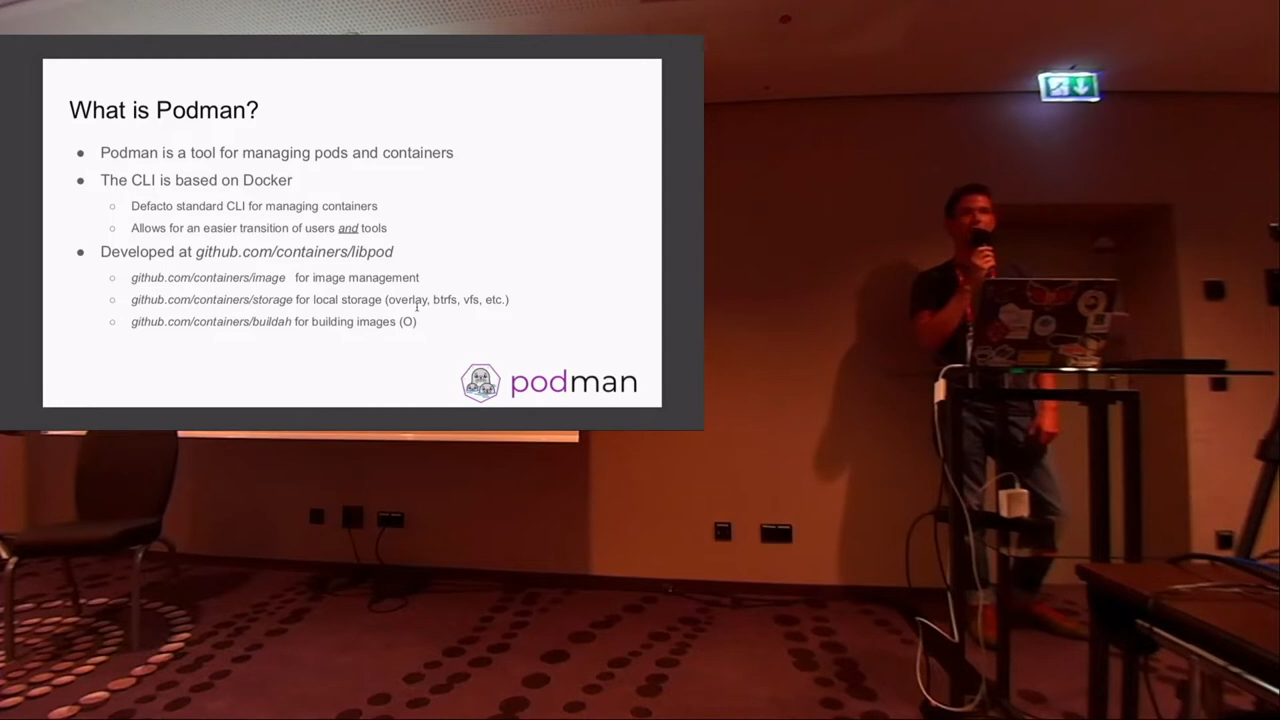 What is Podman?
● Podman is a tool for managing pods and containers
● The CLI is based on Docker
○ Defacto standard CLI for managing containers
○ Allows for an easier transition of users and tools
● Developed at github.com/containers/libpod
○ github.com/containers/image for image management
○ github.com/containers/storage for local storage (overlay, btrfs, vfs, etc.)
○ github.com/containers/buildah for building images (O)
podman